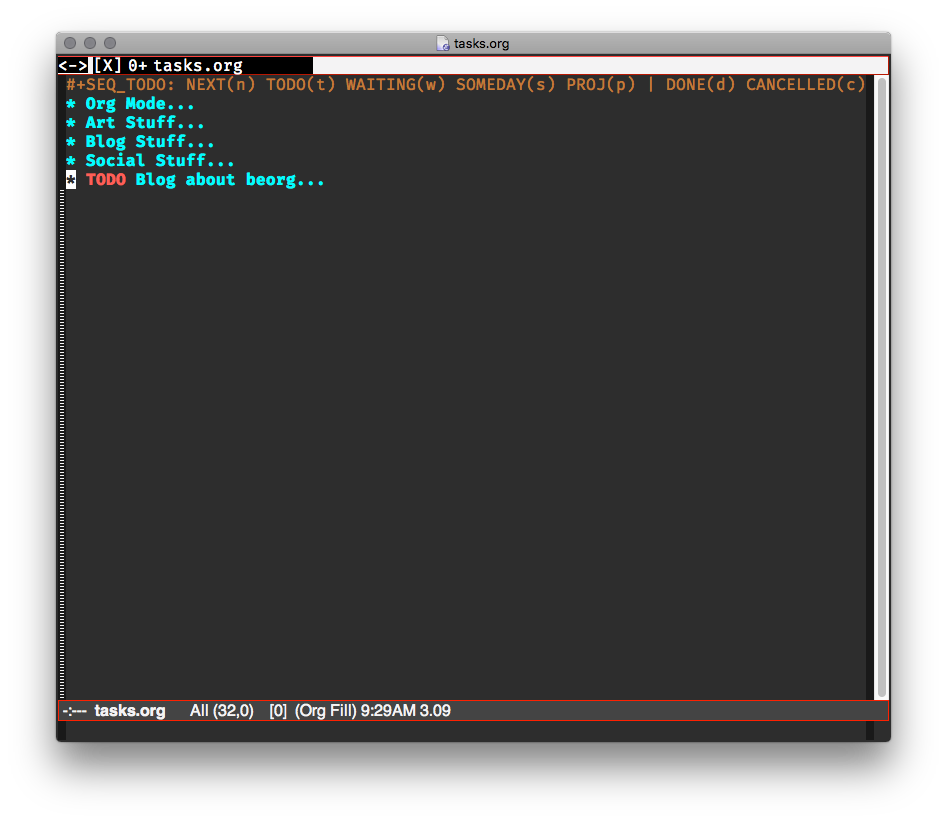 tasks.org
<-> [X] 0+ tasks.org
#+SEQ_TODO: NEXT(n) TODO(t) WAITING(w) SOMEDAY(s) PROJ(p) | DONE(d) CANCELLED(c)
* Org Mode...
* Art Stuff...
* Blog Stuff...
* Social Stuff...
* TODO Blog about beorg...
-:--- tasks.org All (32,0) [0] (Org Fill) 9:29AM 3.09